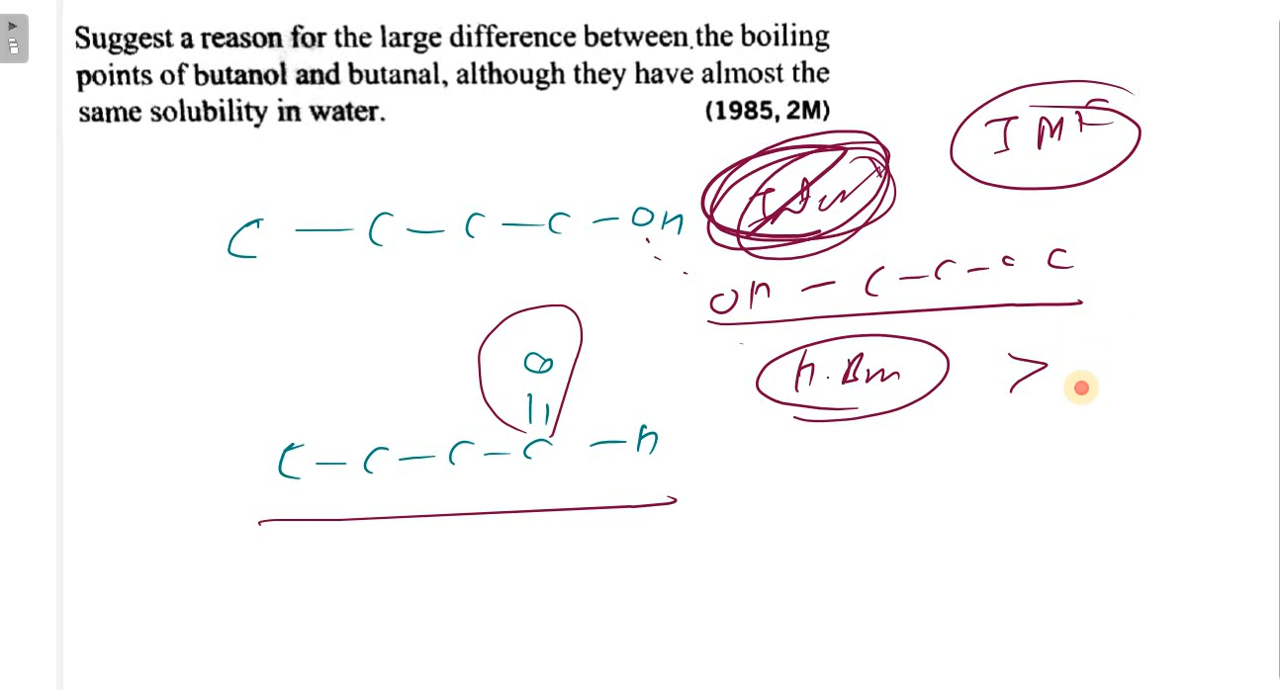 Suggest a reason for the large difference between the boiling
points of butanol and butanal, although they have almost the
same solubility in water. (1985, 2M)
IMF
C – C – C – C – OH
OH – C – C – C C
O
||
H. Bon >
C – C – C – C – H